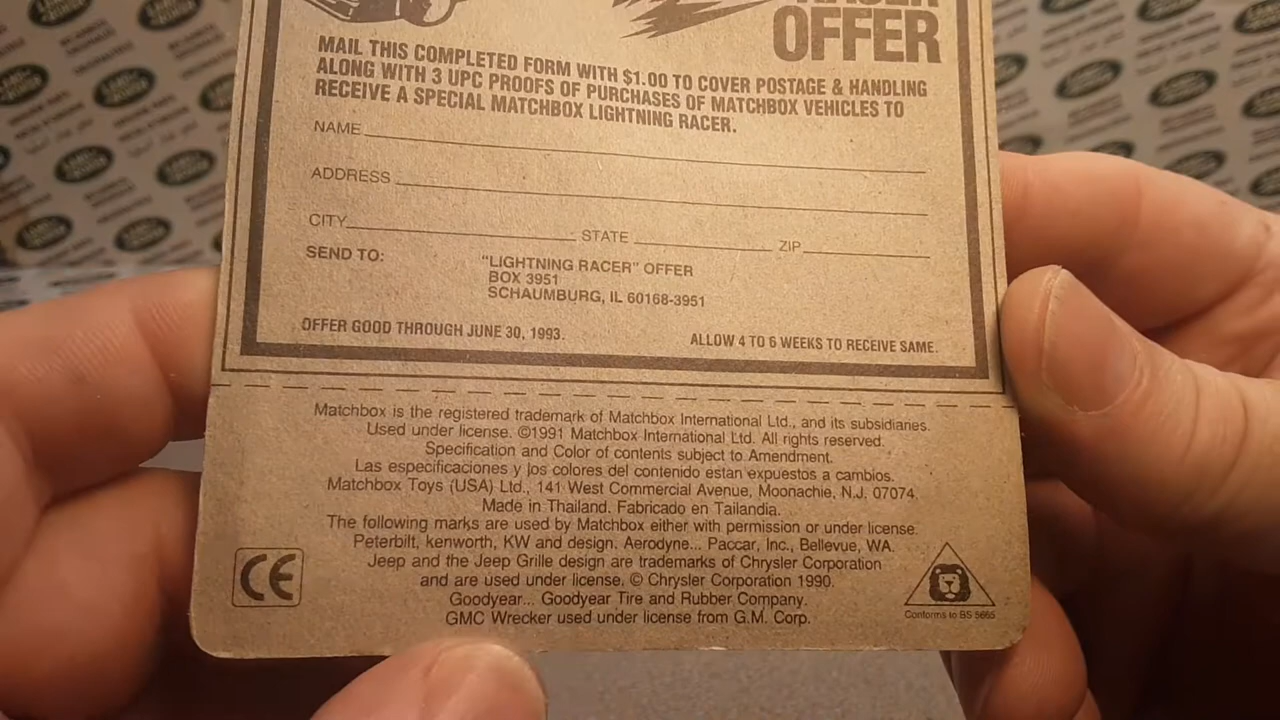 RACER
OFFER
MAIL THIS COMPLETED FORM WITH $1.00 TO COVER POSTAGE & HANDLING
ALONG WITH 3 UPC PROOFS OF PURCHASES OF MATCHBOX VEHICLES TO
RECEIVE A SPECIAL MATCHBOX LIGHTNING RACER.
NAME
ADDRESS
CITY STATE ZIP
SEND TO: "LIGHTNING RACER" OFFER
BOX 3951
SCHAUMBURG, IL 60168-3951
OFFER GOOD THROUGH JUNE 30, 1993. ALLOW 4 TO 6 WEEKS TO RECEIVE SAME.
Matchbox is the registered trademark of Matchbox International Ltd., and its subsidiaries.
Used under license. ©1991 Matchbox International Ltd. All rights reserved.
Specification and Color of contents subject to Amendment.
Las especificaciones y los colores del contenido estan expuestos a cambios.
Matchbox Toys (USA) Ltd., 141 West Commercial Avenue, Moonachie, N.J. 07074.
Made in Thailand. Fabricado en Tailandia.
The following marks are used by Matchbox either with permission or under license.
Peterbilt, kenworth, KW and design. Aerodyne... Paccar, Inc., Bellevue, WA.
Jeep and the Jeep Grille design are trademarks of Chrysler Corporation
and are used under license. © Chrysler Corporation 1990.
Goodyear... Goodyear Tire and Rubber Company.
GMC Wrecker used under license from G.M. Corp.
CE
Conforms to BS 5665